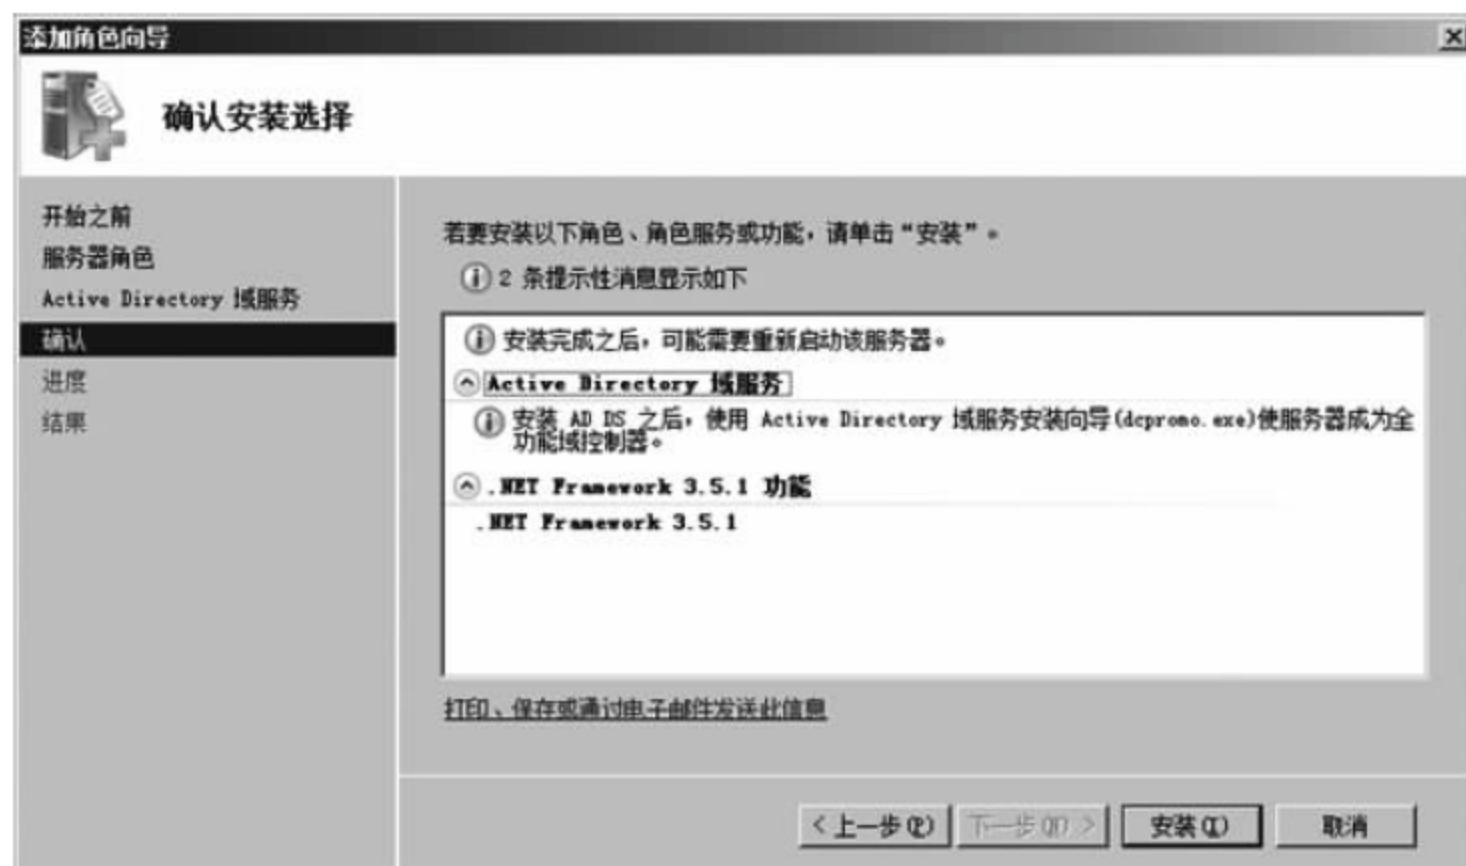 添加角色向导
确认安装选择
开始之前
服务器角色
Active Directory 域服务
确认
进度
结果
若要安装以下角色、角色服务或功能，请单击“安装”。
2 条提示性消息显示如下
安装完成之后，可能需要重新启动该服务器。
Active Directory 域服务
安装 AD DS 之后，使用 Active Directory 域服务安装向导(dcpromo.exe)使服务器成为全
功能域控制器。
.NET Framework 3.5.1 功能
.NET Framework 3.5.1
打印、保存或通过电子邮件发送此信息
< 上一步(P)
下一步(N) >
安装(I)
取消